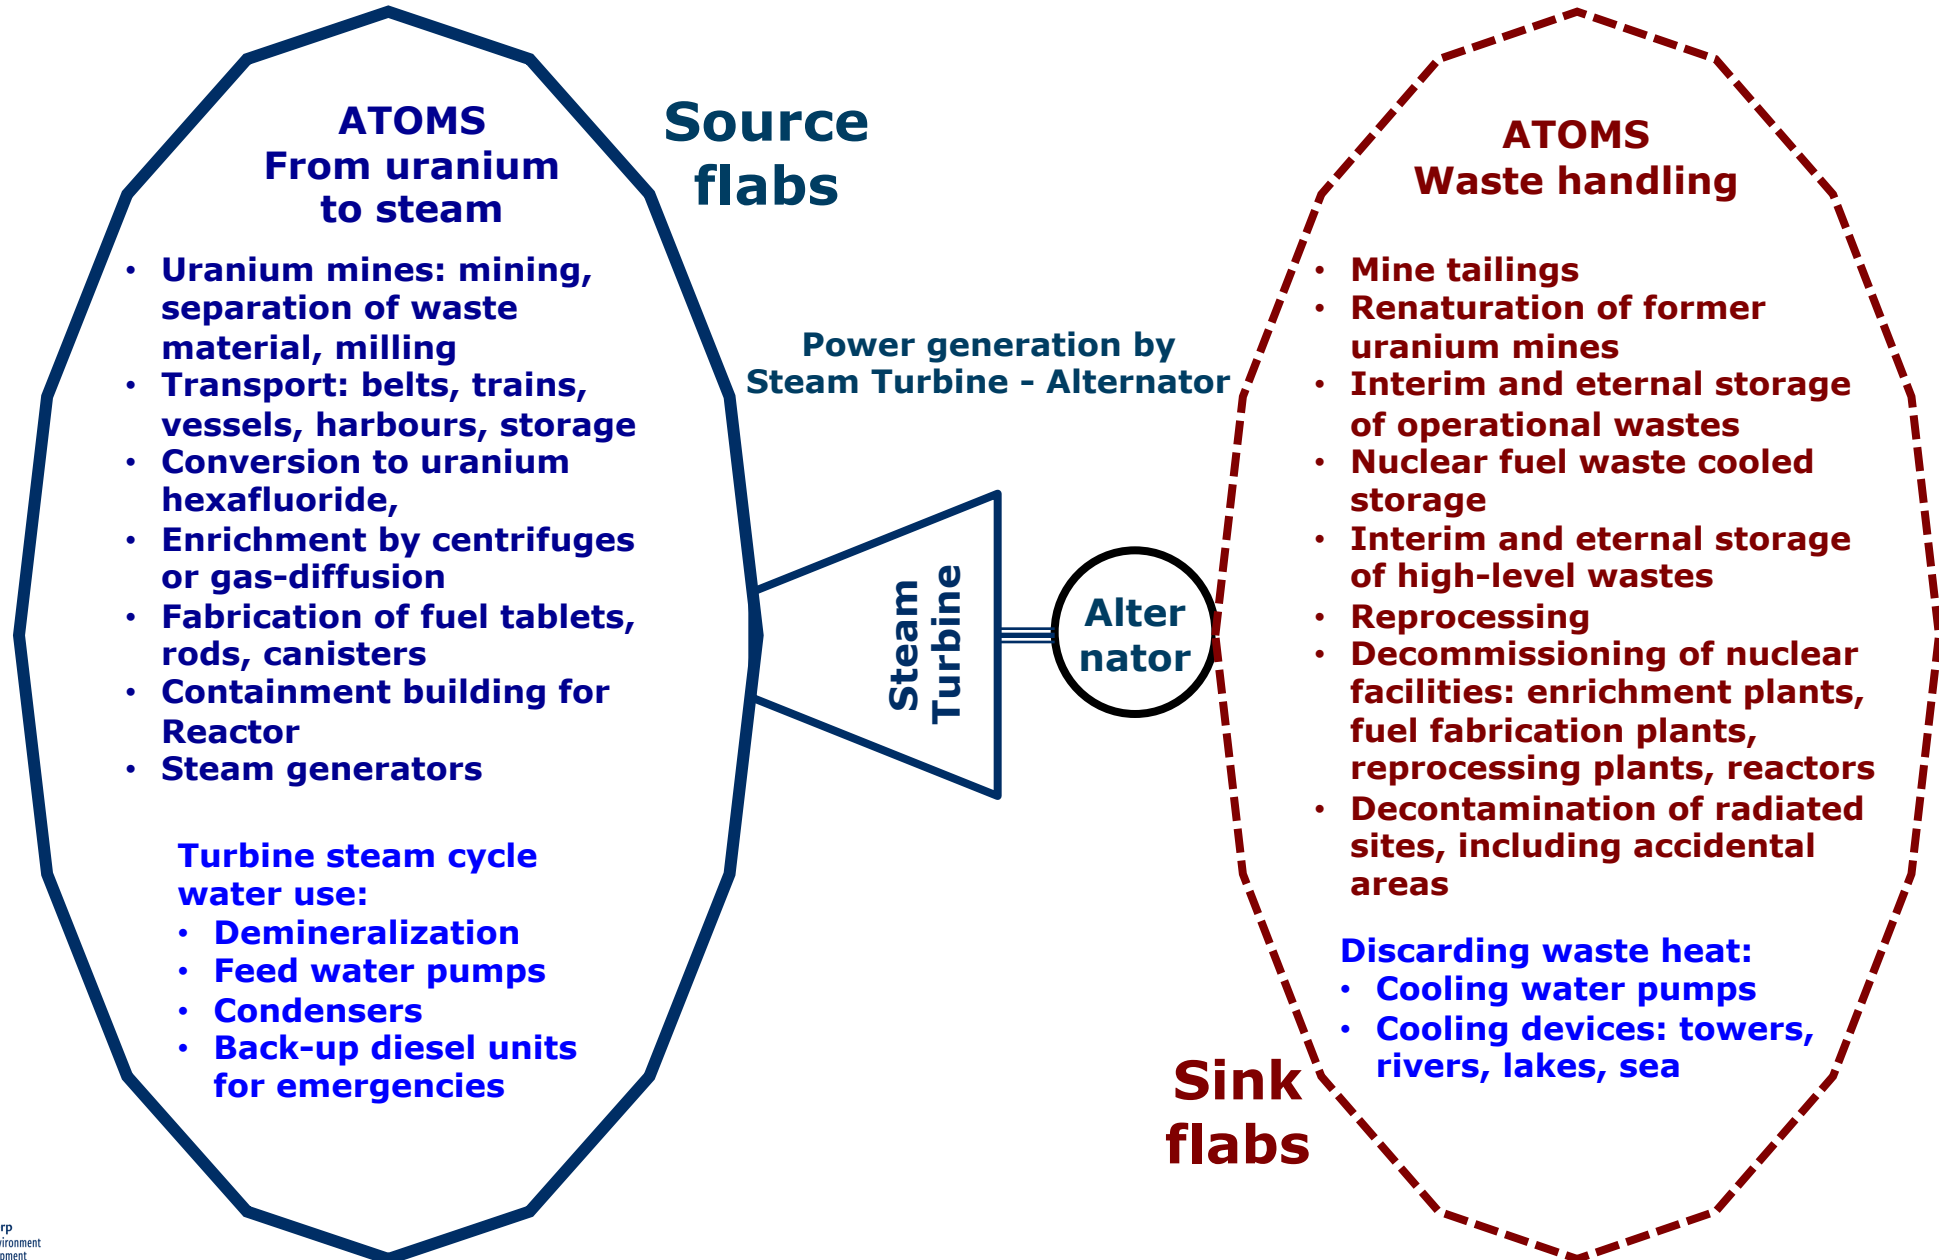 ATOMS
From uranium
to steam
• Uranium mines: mining,
separation of waste
material, milling
• Transport: belts, trains,
vessels, harbours, storage
• Conversion to uranium
hexafluoride,
• Enrichment by centrifuges
or gas-diffusion
• Fabrication of fuel tablets,
rods, canisters
• Containment building for
Reactor
• Steam generators
Turbine steam cycle
water use:
• Demineralization
• Feed water pumps
• Condensers
• Back-up diesel units
for emergencies
Source
flabs
Power generation by
Steam Turbine - Alternator
Steam
Turbine
Alter
nator
ATOMS
Waste handling
• Mine tailings
• Renaturation of former
uranium mines
• Interim and eternal storage
of operational wastes
• Nuclear fuel waste cooled
storage
• Interim and eternal storage
of high-level wastes
• Reprocessing
• Decommissioning of nuclear
facilities: enrichment plants,
fuel fabrication plants,
reprocessing plants, reactors
• Decontamination of radiated
sites, including accidental
areas
Discarding waste heat:
• Cooling water pumps
• Cooling devices: towers,
rivers, lakes, sea
Sink
flabs